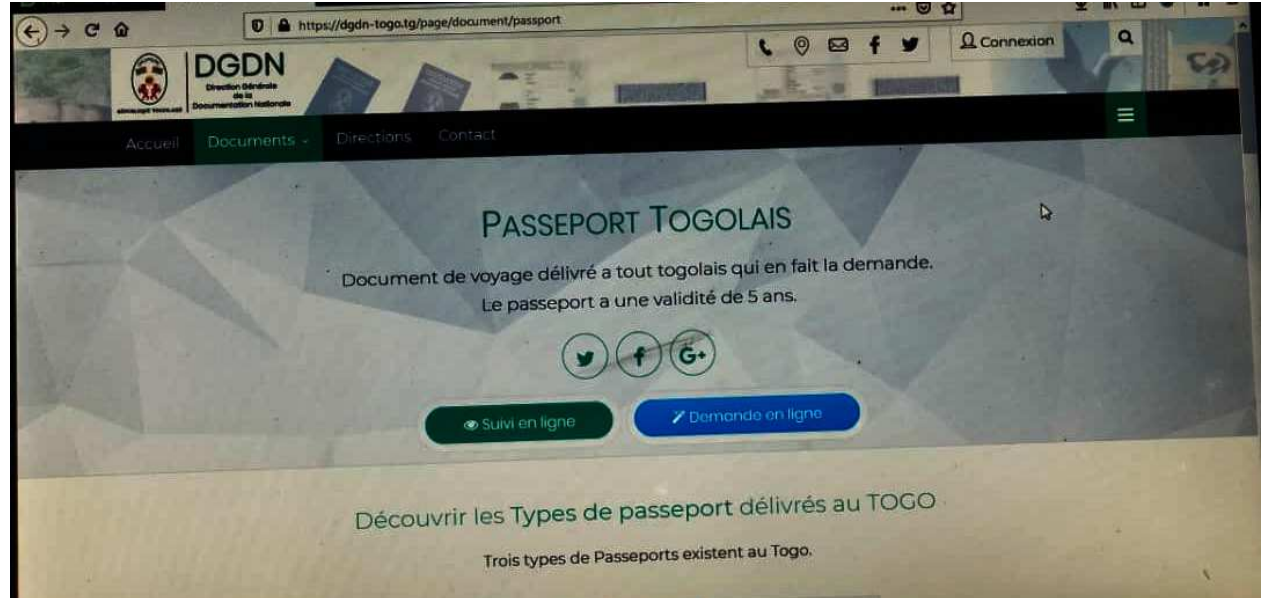 https://dgdn-togo.tg/page/document/passport
Connexion
DGDN
Direction Générale
de la
Documentation Nationale
RÉPUBLIQUE TOGOLAISE
Accueil Documents Directions Contact
PASSEPORT TOGOLAIS
Document de voyage délivré a tout togolais qui en fait la demande.
Le passeport a une validité de 5 ans.
G+
Suivi en ligne Demande en ligne
Découvrir les Types de passeport délivrés au TOGO
Trois types de Passeports existent au Togo.